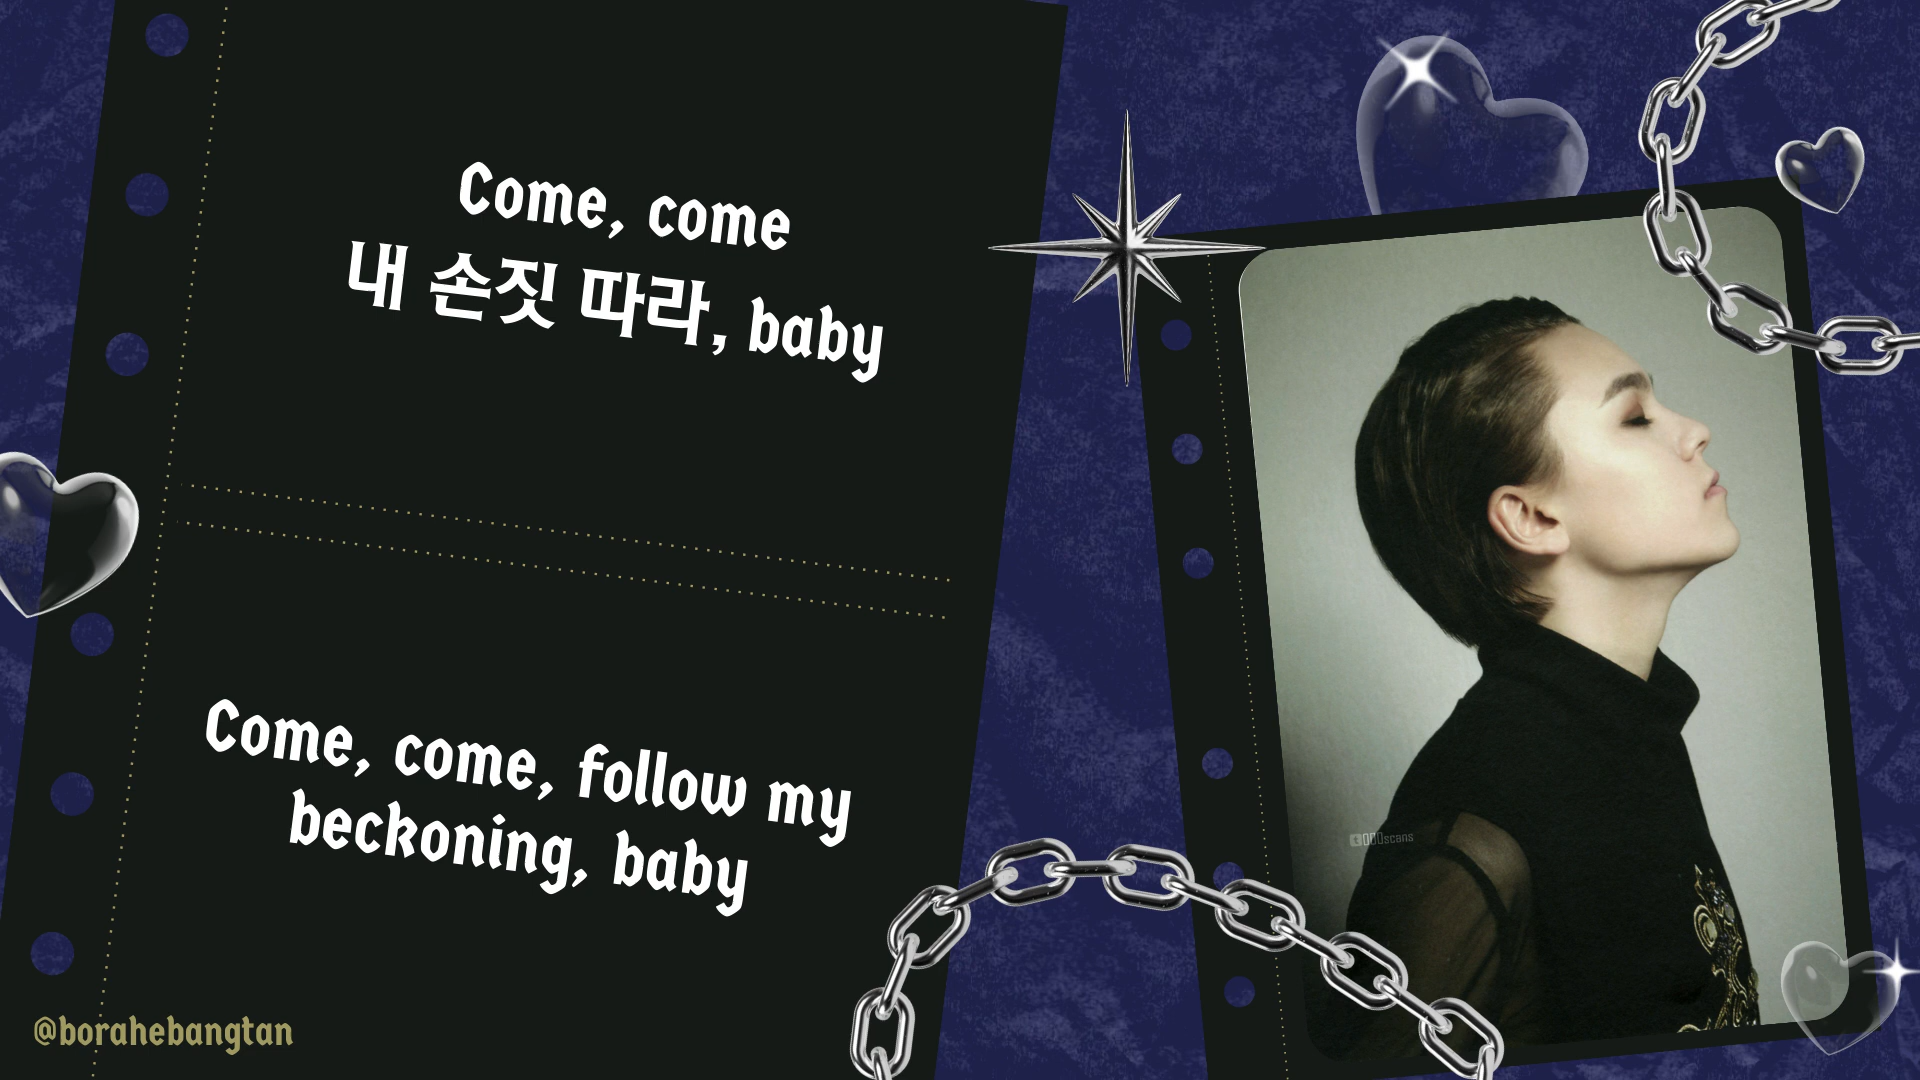 Come, come
내 손짓 따라, baby
Come, come, follow my
beckoning, baby
@borahebangtan